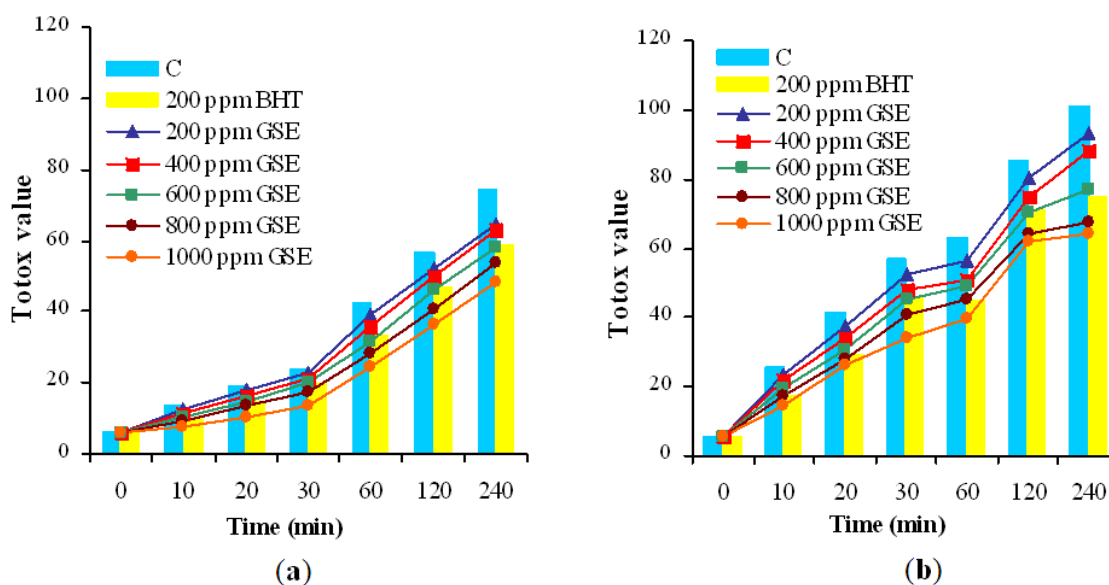 120
100
80
60
40
20
0
Totox value
C
200 ppm BHT
200 ppm GSE
400 ppm GSE
600 ppm GSE
800 ppm GSE
1000 ppm GSE
0 10 20 30 60 120 240
Time (min)
(a)
120
100
80
60
40
20
0
Totox value
C
200 ppm BHT
200 ppm GSE
400 ppm GSE
600 ppm GSE
800 ppm GSE
1000 ppm GSE
0 10 20 30 60 120 240
Time (min)
(b)